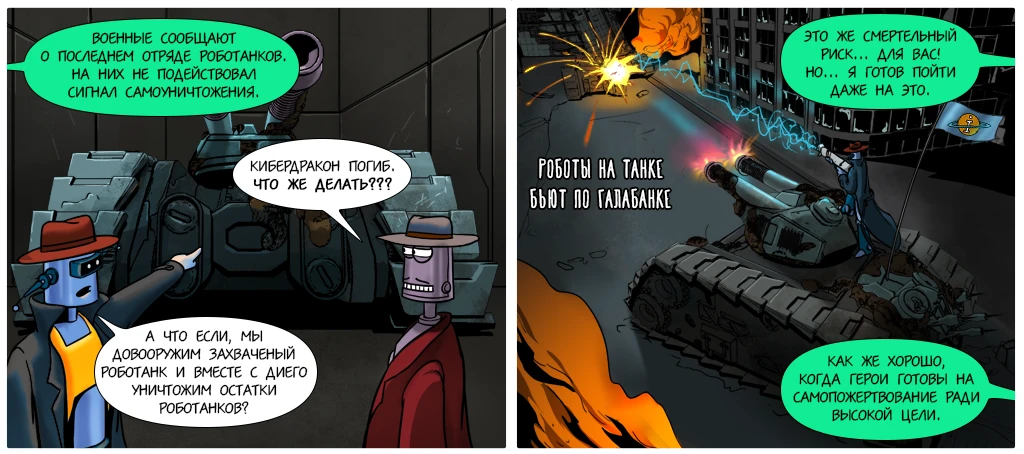 ВОЕННЫЕ СООБЩАЮТ
О ПОСЛЕДНЕМ ОТРЯДЕ РОБОТАНКОВ.
НА НИХ НЕ ПОДЕЙСТВОВАЛ
СИГНАЛ САМОУНИЧТОЖЕНИЯ.
КИБЕРДРАКОН ПОГИБ.
ЧТО ЖЕ ДЕЛАТЬ???
А ЧТО ЕСЛИ, МЫ
ДОВООРУЖИМ ЗАХВАЧЕНЫЙ
РОБОТАНК И ВМЕСТЕ С ДИЕГО
УНИЧТОЖИМ ОСТАТКИ
РОБОТАНКОВ?
ЭТО ЖЕ СМЕРТЕЛЬНЫЙ
РИСК... ДЛЯ ВАС!
НО... Я ГОТОВ ПОЙТИ
ДАЖЕ НА ЭТО.
РОБОТЫ НА ТАНКЕ
БЬЮТ ПО ГАЛАБАНКЕ
КАК ЖЕ ХОРОШО,
КОГДА ГЕРОИ ГОТОВЫ НА
САМОПОЖЕРТВОВАНИЕ РАДИ
ВЫСОКОЙ ЦЕЛИ.